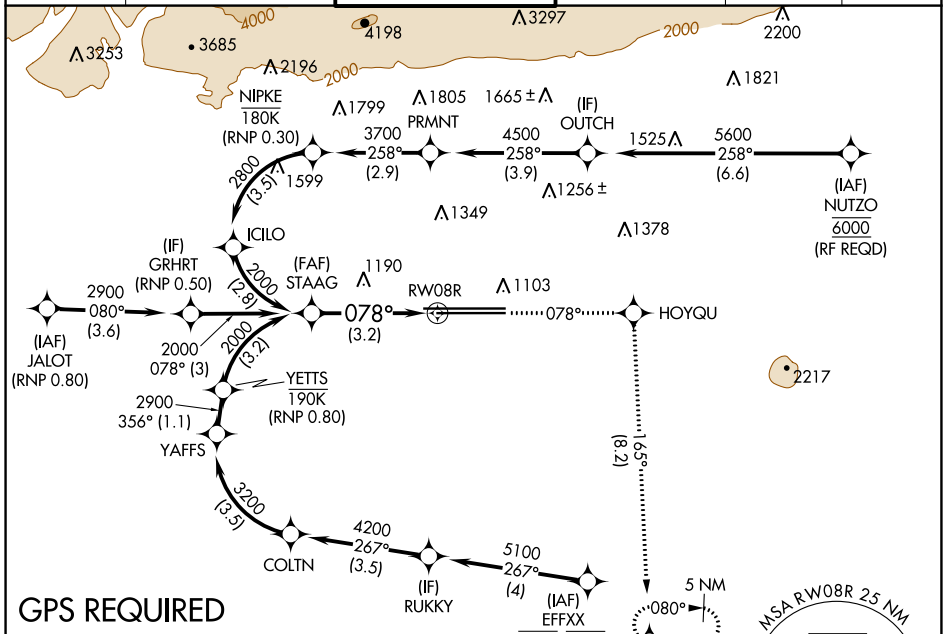 4000
3297
4198
2000
2200
3253
3685
2196
2000
1821
NIPKE
180K
(RNP 0.30)
1799
1805
PRMNT
1665 ±
(IF)
OUTCH
3700
258°
(2.9)
4500
258°
(3.9)
1525
5600
258°
(6.6)
2800
(3.5)
1599
1256 ±
(IAF)
NUTZO
6000
(RF REQD)
1349
1378
ICILO
(IF)
GRHRT
(RNP 0.50)
2000
(2.8)
(FAF)
STAAG
1190
RW08R
1103
2900
080°
(3.6)
078°
(3.2)
078°
HOYQU
(IAF)
JALOT
(RNP 0.80)
2000
078° (3)
2000
(3.2)
YETTS
190K
(RNP 0.80)
2217
2900
356° (1.1)
YAFFS
165°
(8.2)
3200
(3.5)
COLTN
4200
267°
(3.5)
(IF)
RUKKY
5100
267°
(4)
(IAF)
EFFXX
5 NM
080°
GPS REQUIRED
MSA RW08R 25 NM